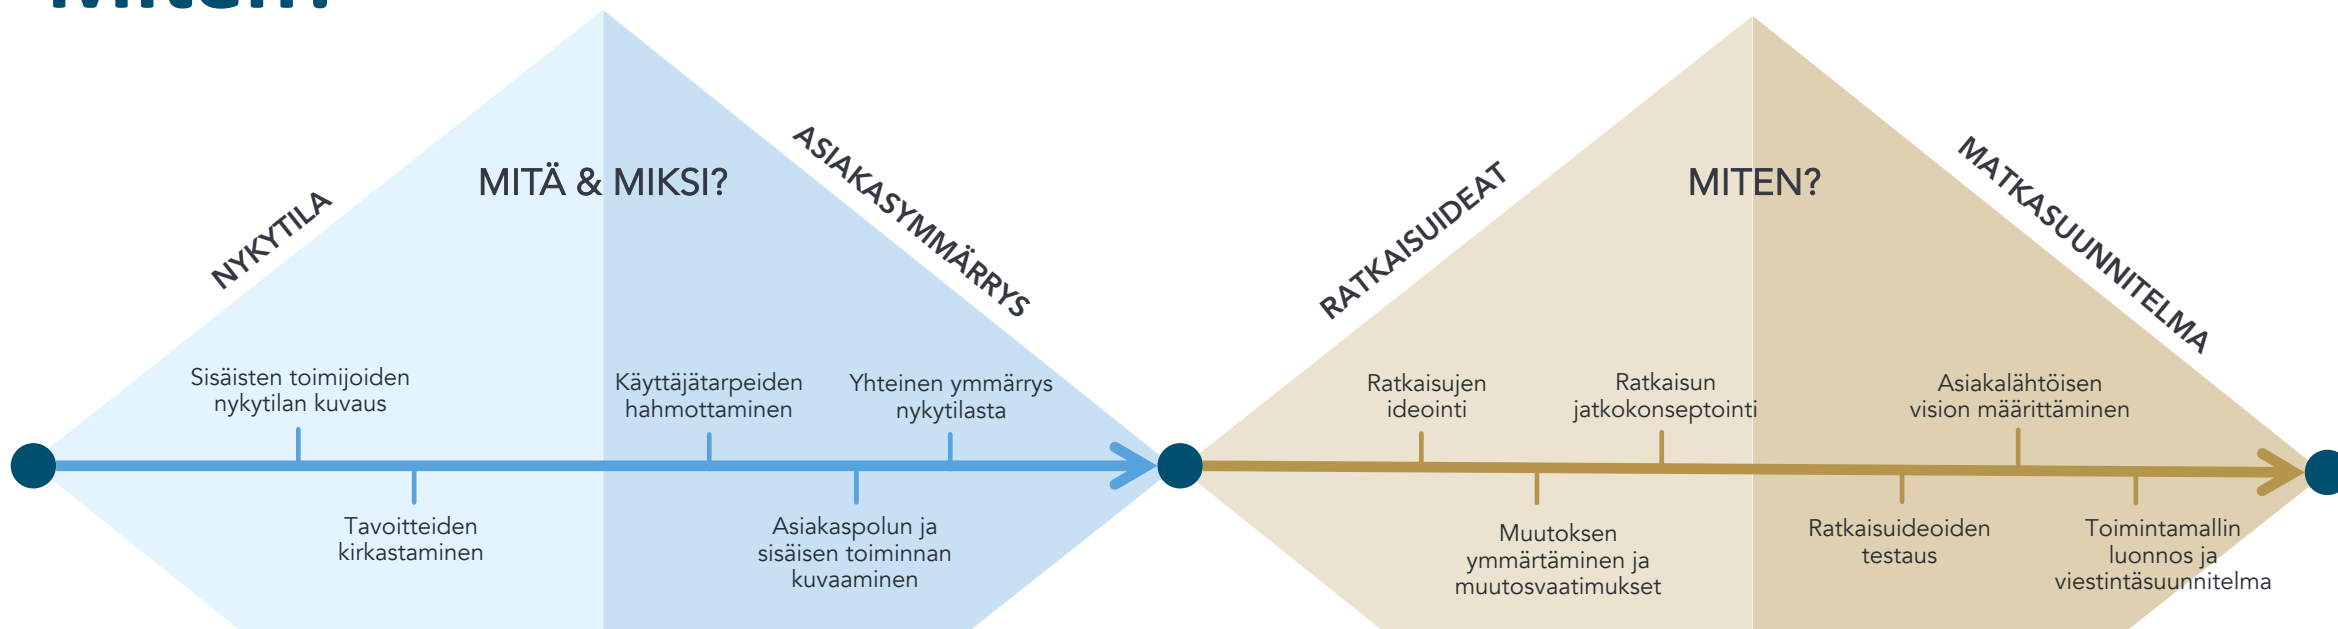 Miten?
MITÄ & MIKSI?
NYKYTILA
ASIAKASYMMÄRRYS
Sisäisten toimijoiden
nykytilan kuvaus
Tavoitteiden
kirkastaminen
Käyttäjätarpeiden
hahmottaminen
Asiakaspolun ja
sisäisen toiminnan
kuvaaminen
Yhteinen ymmärrys
nykytilasta
MITEN?
RATKAISUIDEAT
MATKASUUNNITELMA
Ratkaisujen
ideointi
Muutoksen
ymmärtäminen ja
muutosvaatimukset
Ratkaisun
jatkokonseptointi
Ratkaisuideoiden
testaus
Asiakalähtöisen
vision määrittäminen
Toimintamallin
luonnos ja
viestintäsuunnitelma